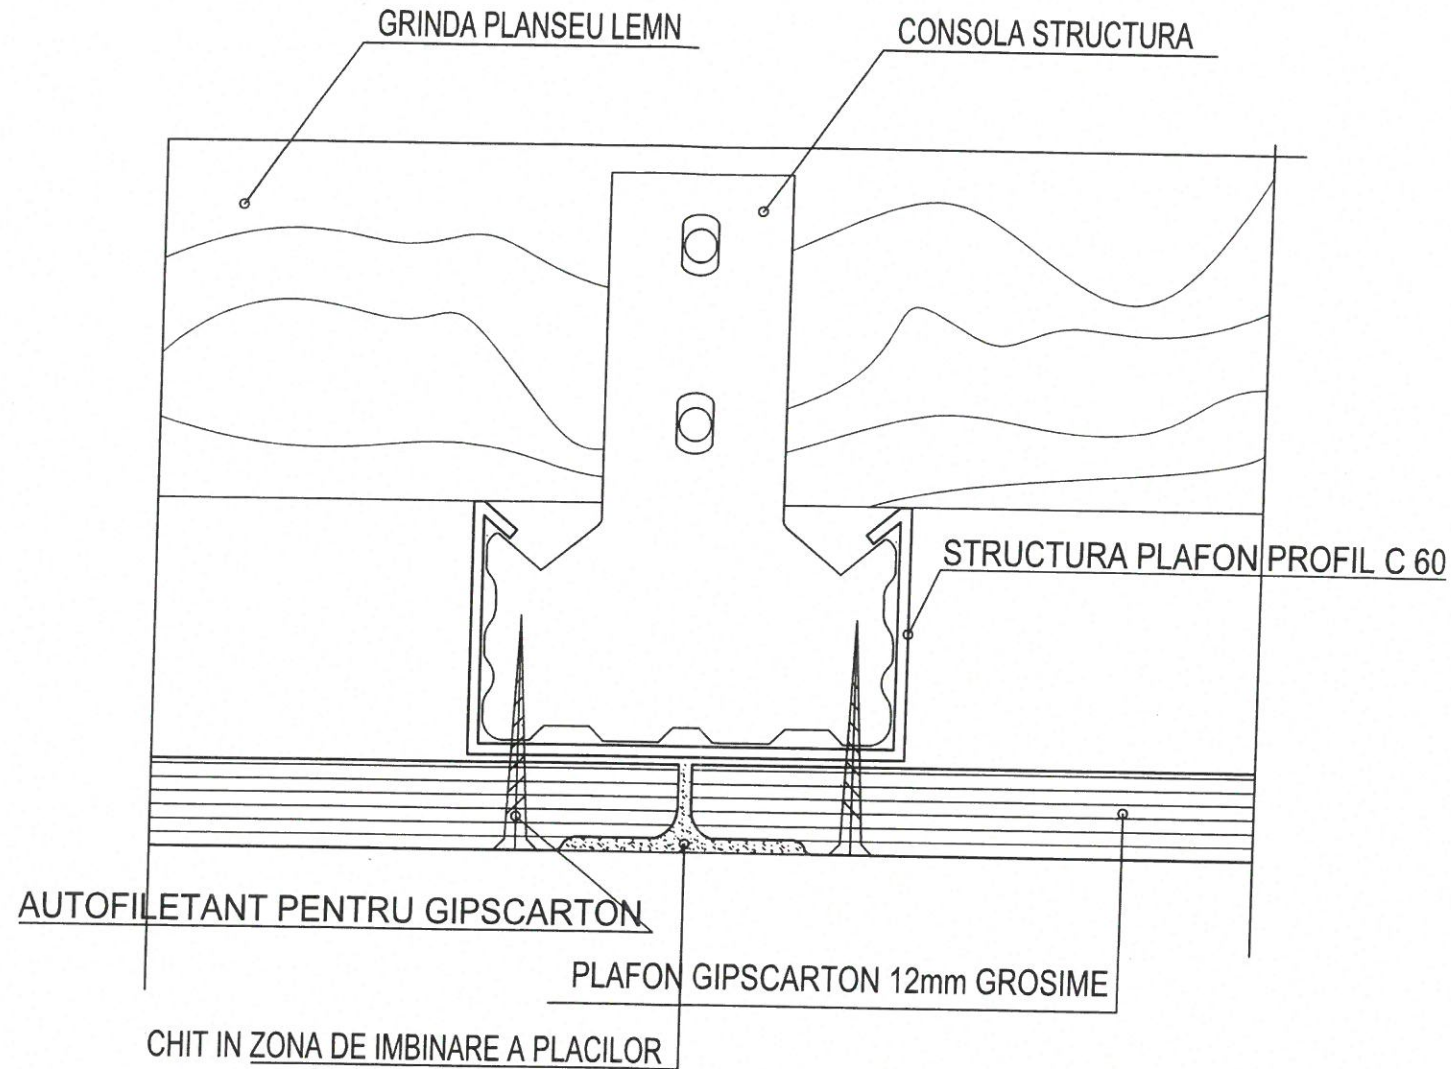 GRINDA PLANSEU LEMN
CONSOLA STRUCTURA
STRUCTURA PLAFON PROFIL C 60
AUTOFILETANT PENTRU GIPSCARTON
PLAFON GIPSCARTON 12mm GROSIME
CHIT IN ZONA DE IMBINARE A PLACILOR